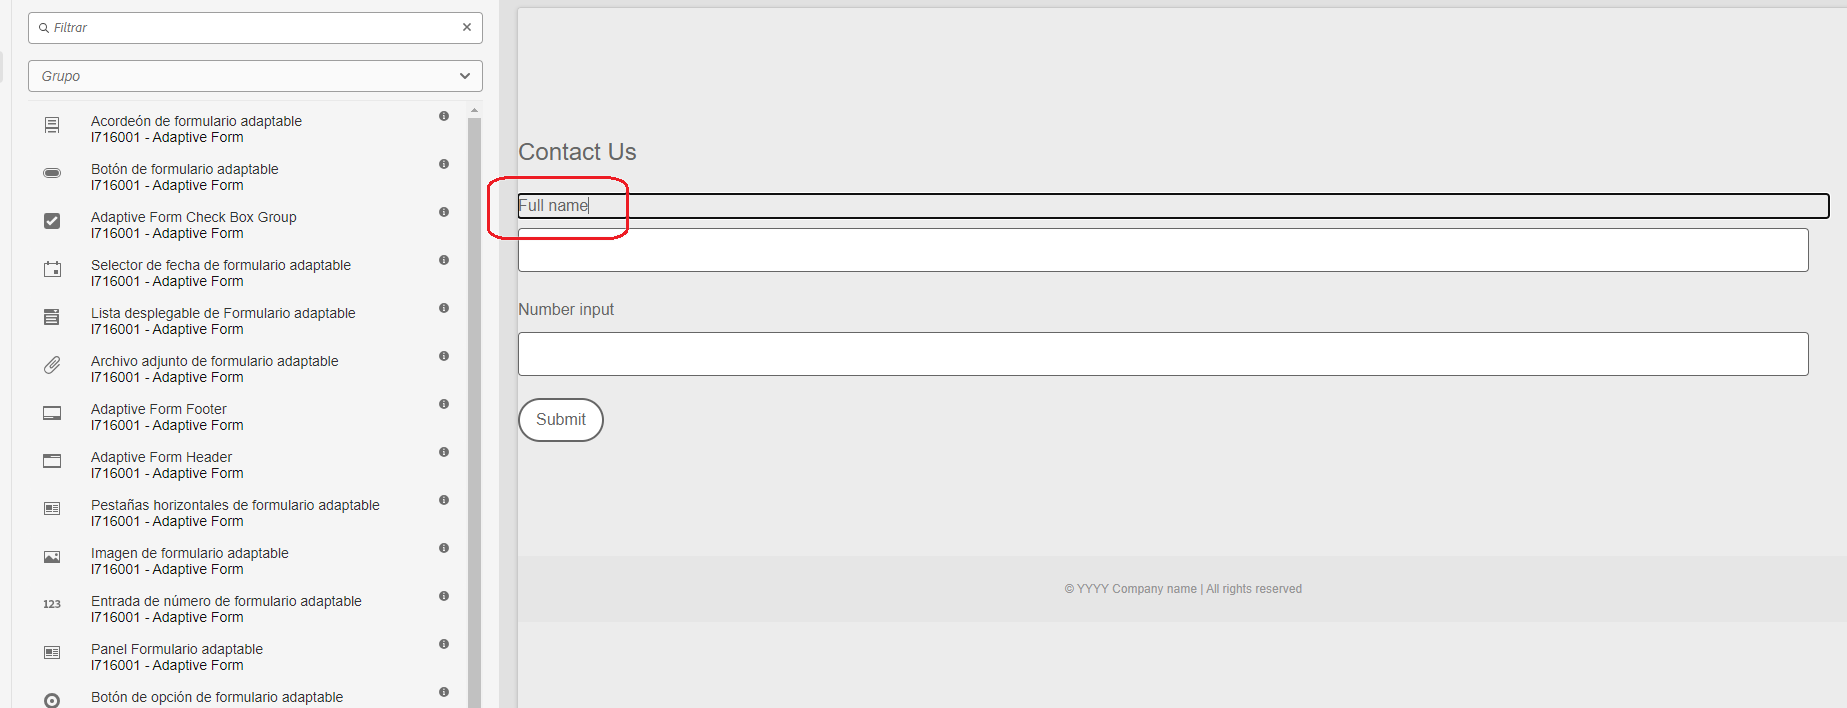 Filtrar
Grupo
Acordeón de formulario adaptable
I716001 - Adaptive Form
Botón de formulario adaptable
I716001 - Adaptive Form
Adaptive Form Check Box Group
I716001 - Adaptive Form
Selector de fecha de formulario adaptable
I716001 - Adaptive Form
Lista desplegable de Formulario adaptable
I716001 - Adaptive Form
Archivo adjunto de formulario adaptable
I716001 - Adaptive Form
Adaptive Form Footer
I716001 - Adaptive Form
Adaptive Form Header
I716001 - Adaptive Form
Pestañas horizontales de formulario adaptable
I716001 - Adaptive Form
Imagen de formulario adaptable
I716001 - Adaptive Form
123
Entrada de número de formulario adaptable
I716001 - Adaptive Form
Panel Formulario adaptable
I716001 - Adaptive Form
Botón de opción de formulario adaptable
Contact Us
Full name
Number input
Submit
© YYYY Company name | All rights reserved